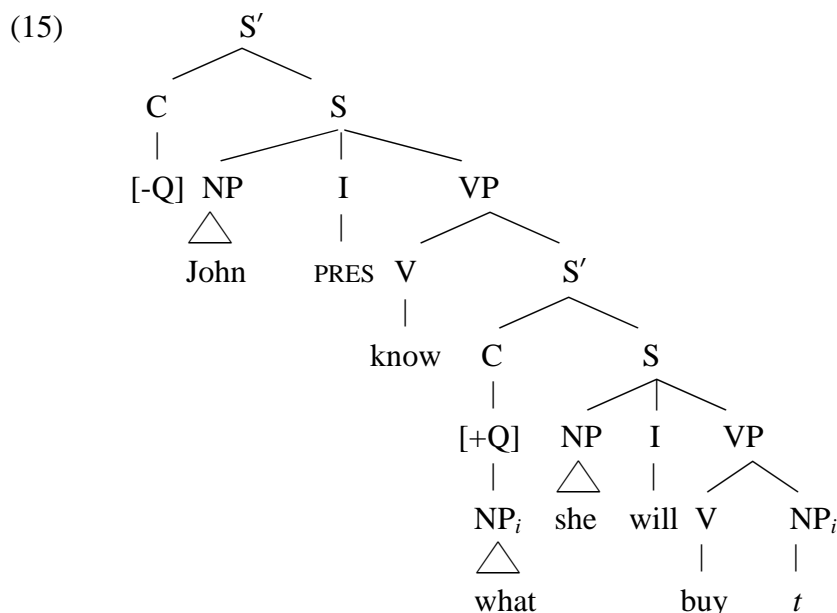 (15) S′
C S
[-Q] NP I VP
John PRES V S′
know C S
[+Q] NP I VP
NPi she will V NPi
what buy t